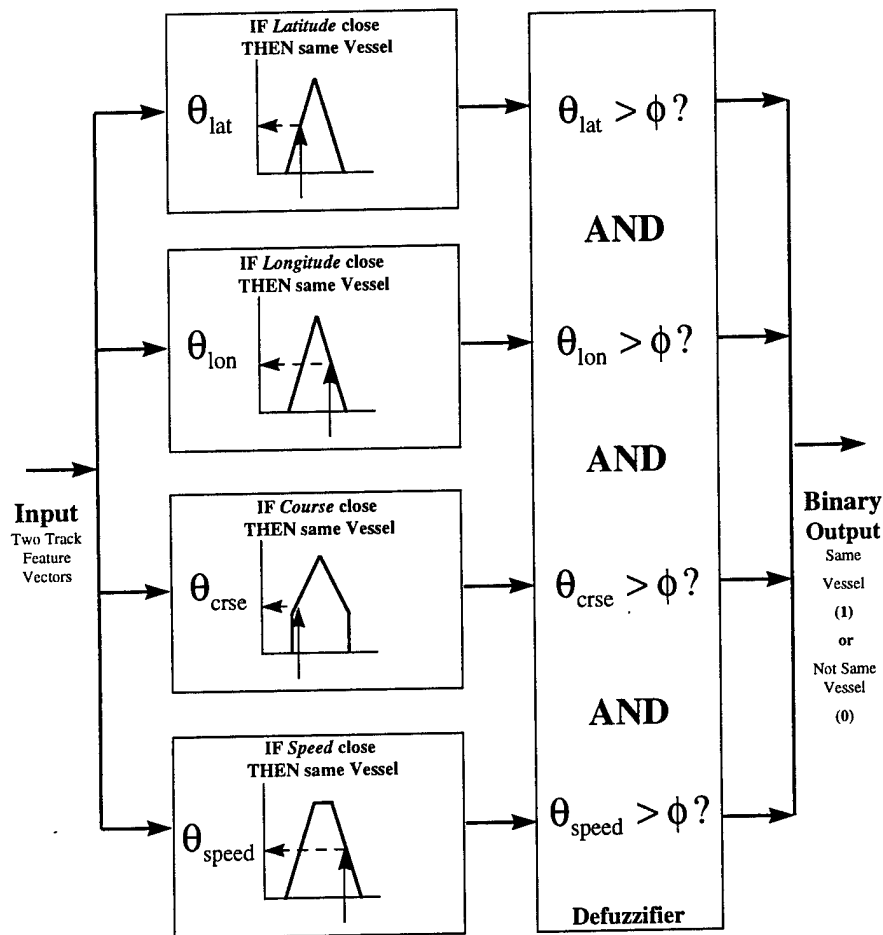 IF Latitude close
THEN same Vessel
θlat
θlat > ϕ ?
AND
IF Longitude close
THEN same Vessel
θlon
θlon > ϕ ?
AND
Input
Two Track
Feature
Vectors
IF Course close
THEN same Vessel
θcrse
θcrse > ϕ ?
AND
IF Speed close
THEN same Vessel
θspeed
θspeed > ϕ ?
Defuzzifier
Binary
Output
Same
Vessel
(1)
or
Not Same
Vessel
(0)